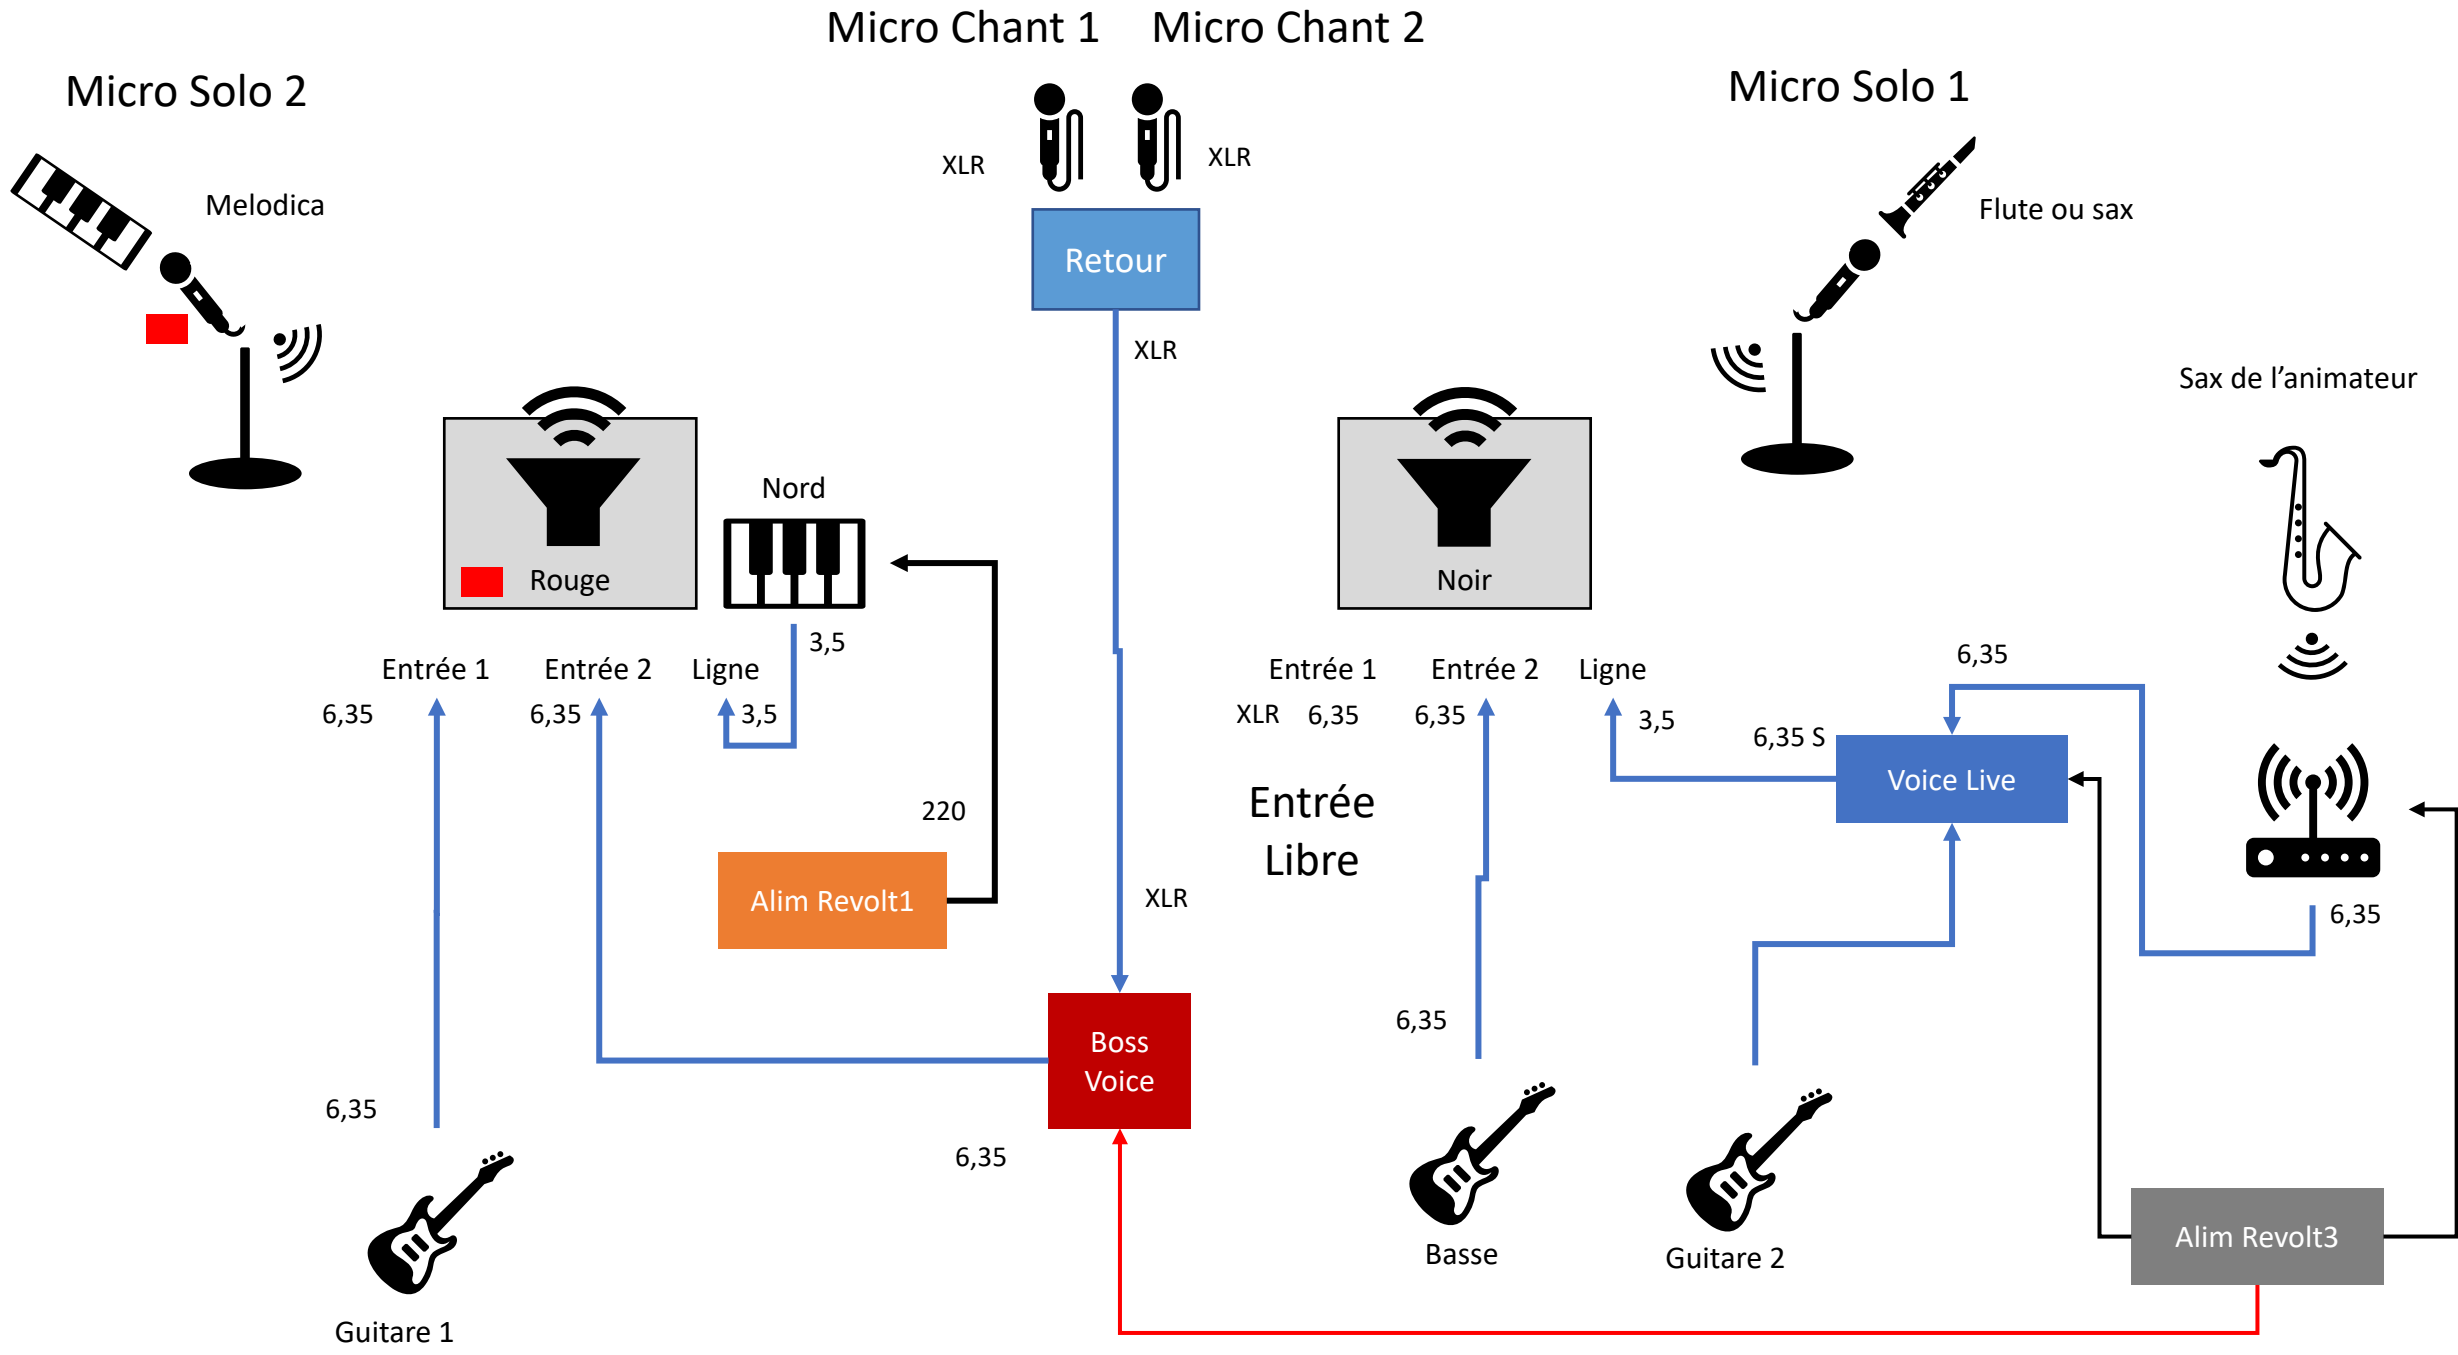 Micro Chant 1
Micro Chant 2
Micro Solo 2
Micro Solo 1
XLR
XLR
Melodica
Flute ou sax
Retour
XLR
Sax de l’animateur
Nord
Rouge
Noir
3,5
Entrée 1
Entrée 2
Ligne
Entrée 1
Entrée 2
Ligne
6,35
6,35
6,35
3,5
XLR
6,35
6,35
3,5
6,35 S
Voice Live
220
Entrée
Libre
Alim Revolt1
XLR
6,35
6,35
Boss
Voice
6,35
6,35
Basse
Guitare 2
Alim Revolt3
Guitare 1